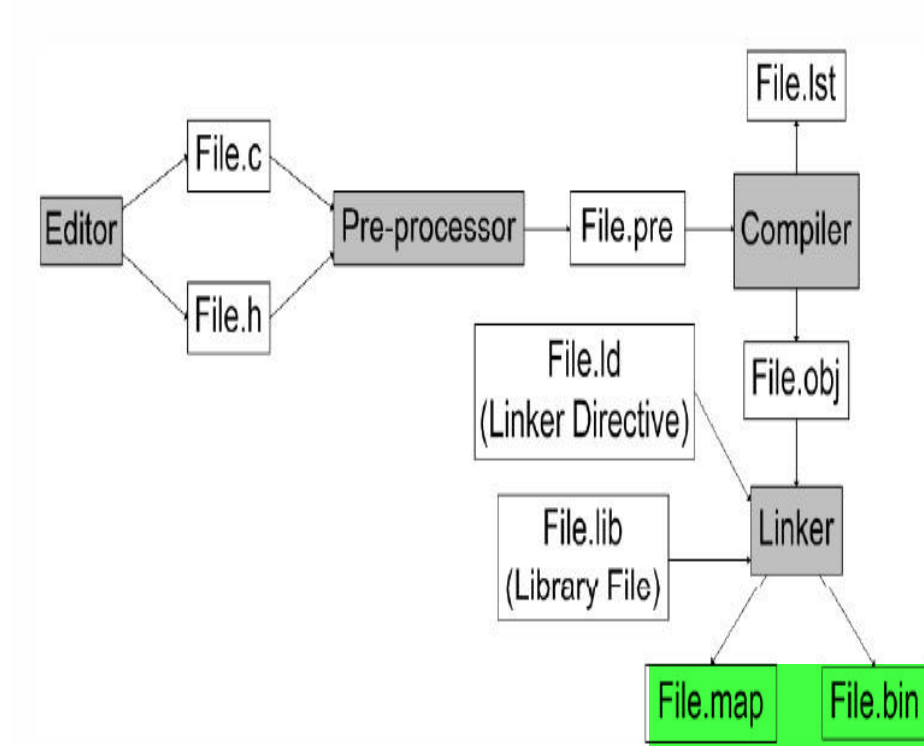 File.lst
File.c
Editor
Pre-processor
File.pre
Compiler
File.h
File.ld
(Linker Directive)
File.obj
File.lib
(Library File)
Linker
File.map
File.bin